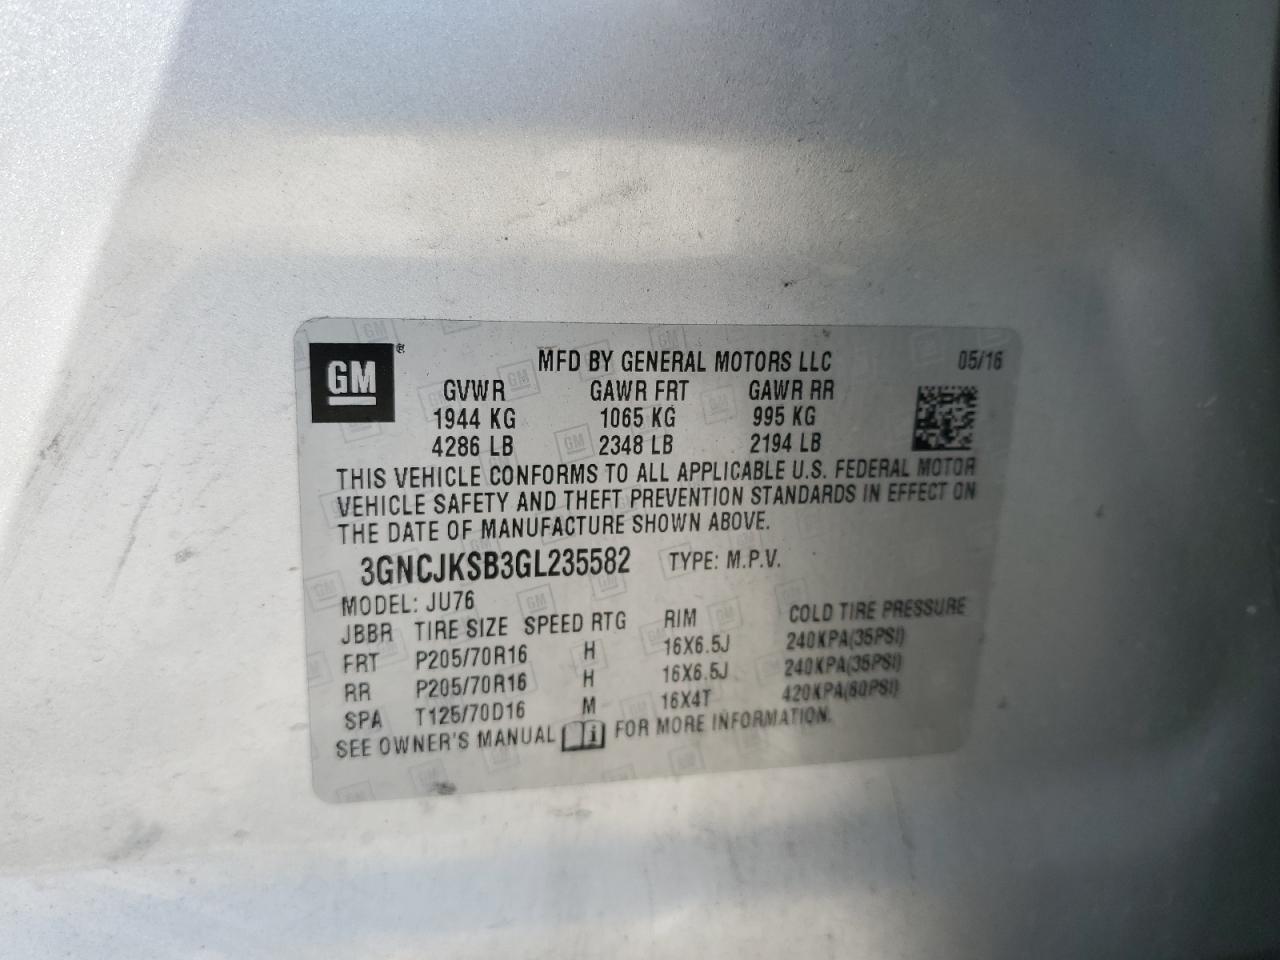 GM ® MFD BY GENERAL MOTORS LLC 05/16
GVWR GAWR FRT GAWR RR
1944 KG 1065 KG 995 KG
4286 LB 2348 LB 2194 LB
THIS VEHICLE CONFORMS TO ALL APPLICABLE U.S. FEDERAL MOTOR
VEHICLE SAFETY AND THEFT PREVENTION STANDARDS IN EFFECT ON
THE DATE OF MANUFACTURE SHOWN ABOVE.
3GNCJKSB3GL235582 TYPE: M.P.V.
MODEL: JU76
JBBR TIRE SIZE SPEED RTG RIM COLD TIRE PRESSURE
FRT P205/70R16 H 16X6.5J 240KPA(35PSI)
RR P205/70R16 H 16X6.5J 240KPA(35PSI)
SPA T125/70D16 M 16X4T 420KPA(60PSI)
SEE OWNER'S MANUAL i FOR MORE INFORMATION.